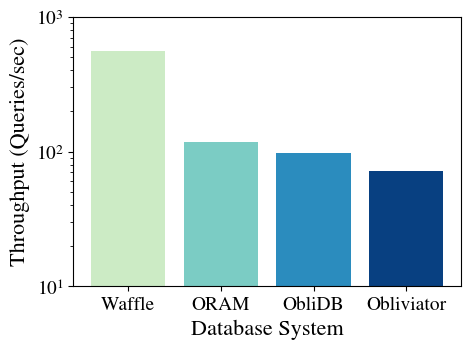 10³
10²
10¹
Throughput (Queries/sec)
Waffle ORAM ObliDB Obliviator
Database System